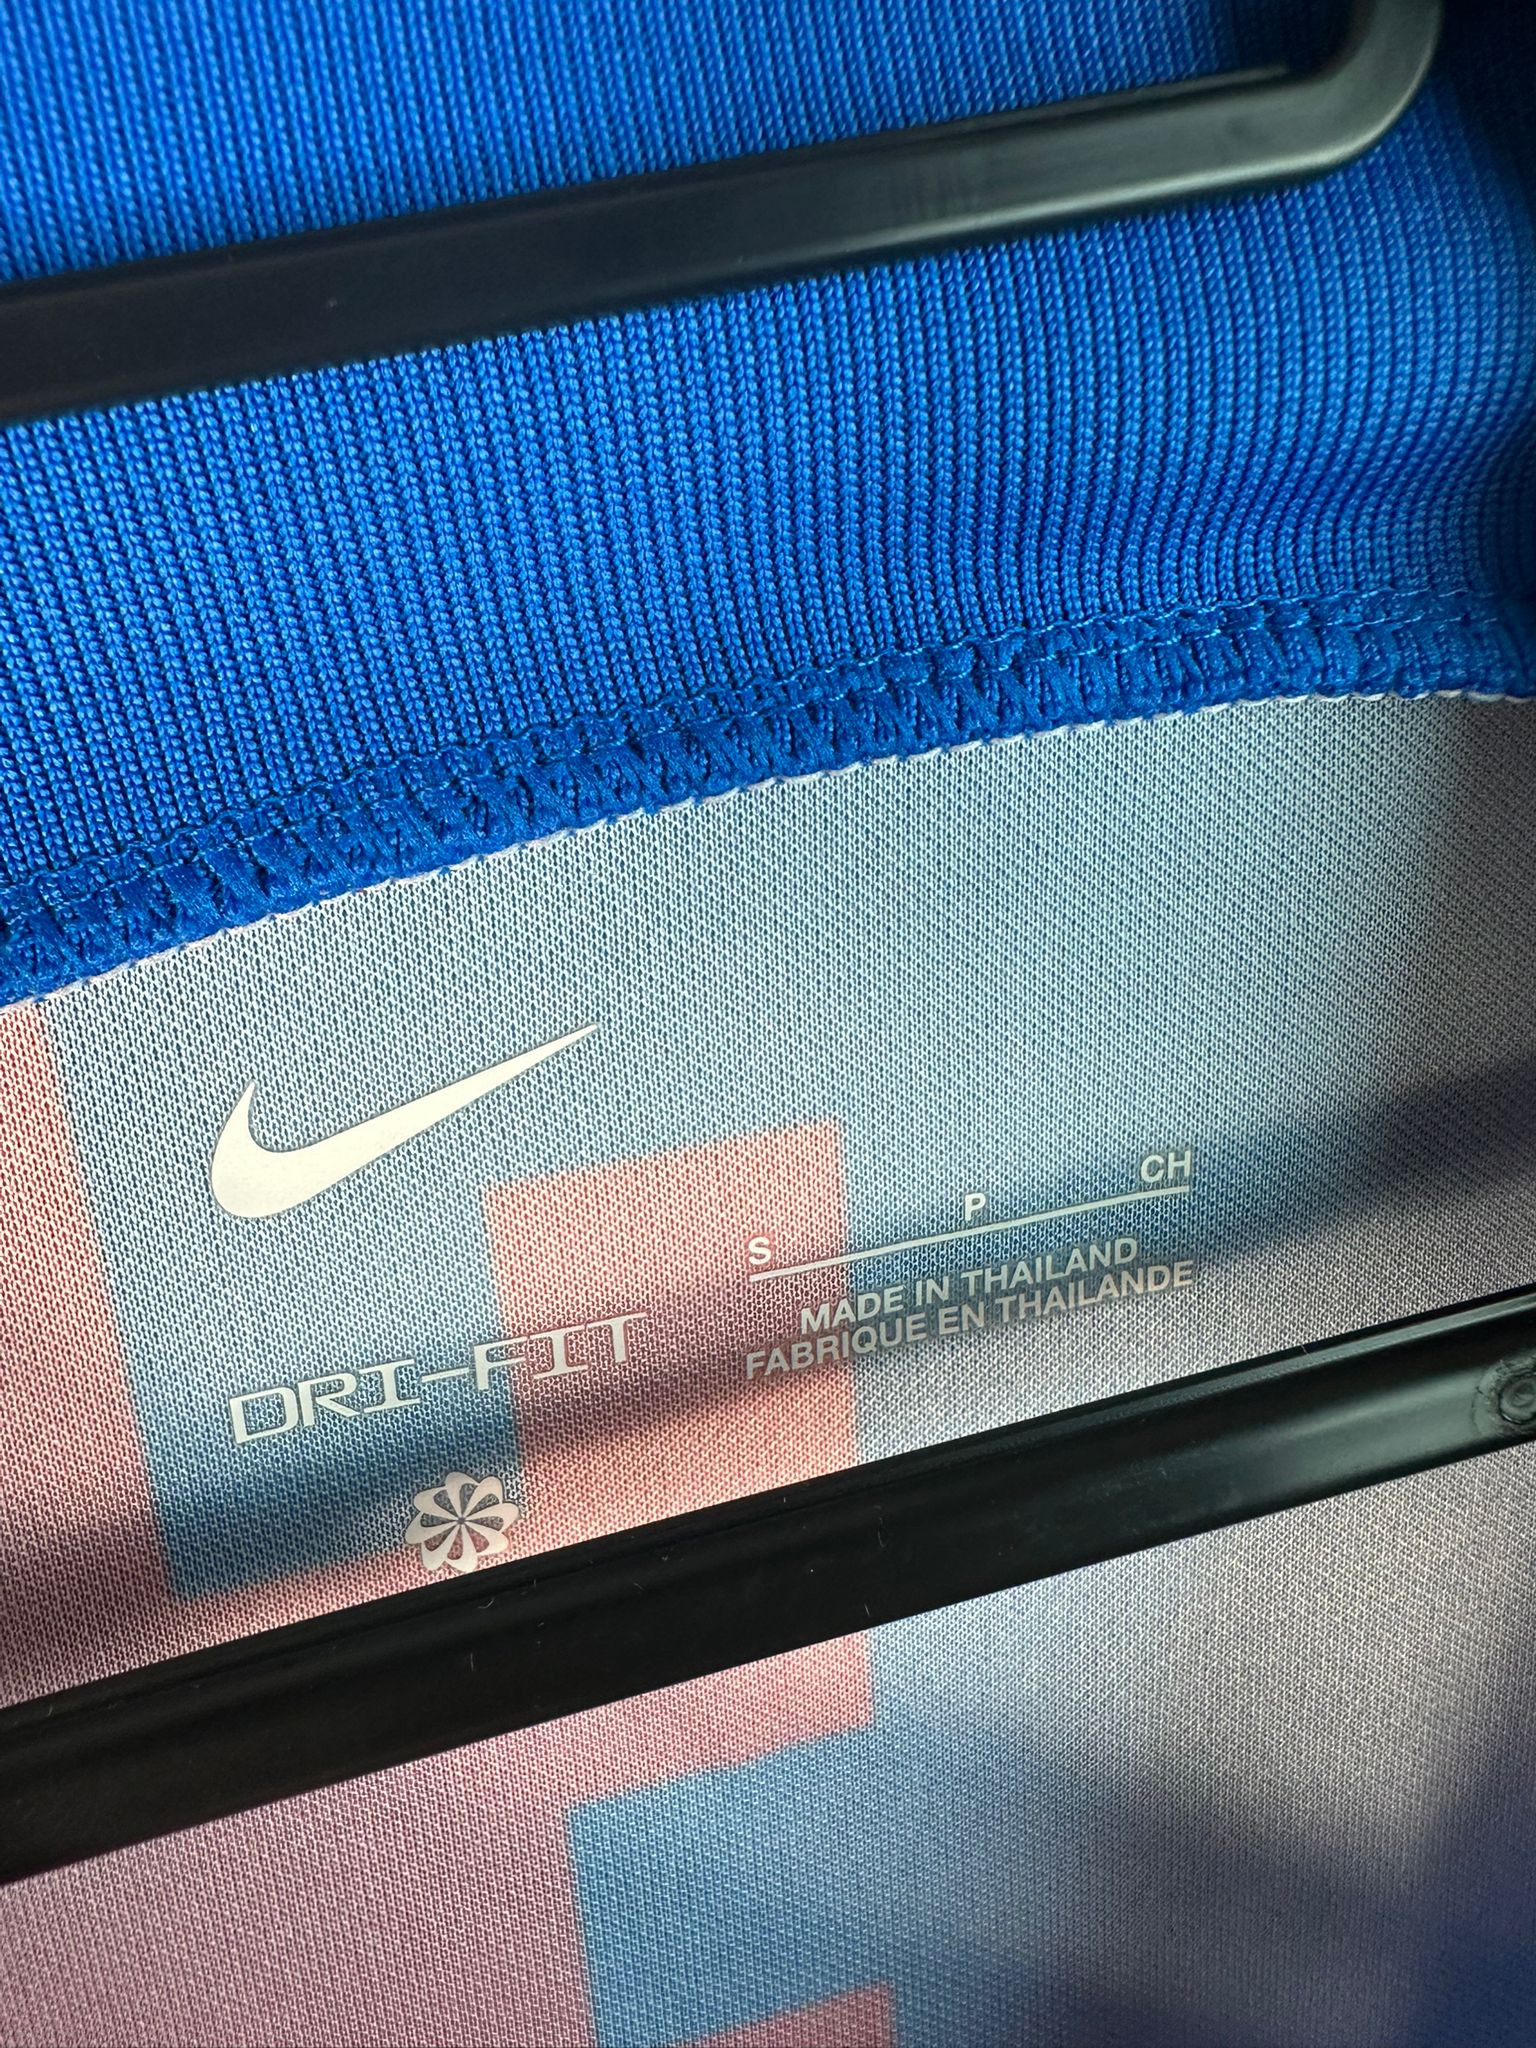 S P CH
MADE IN THAILAND
FABRIQUE EN THAILANDE
DRI-FIT